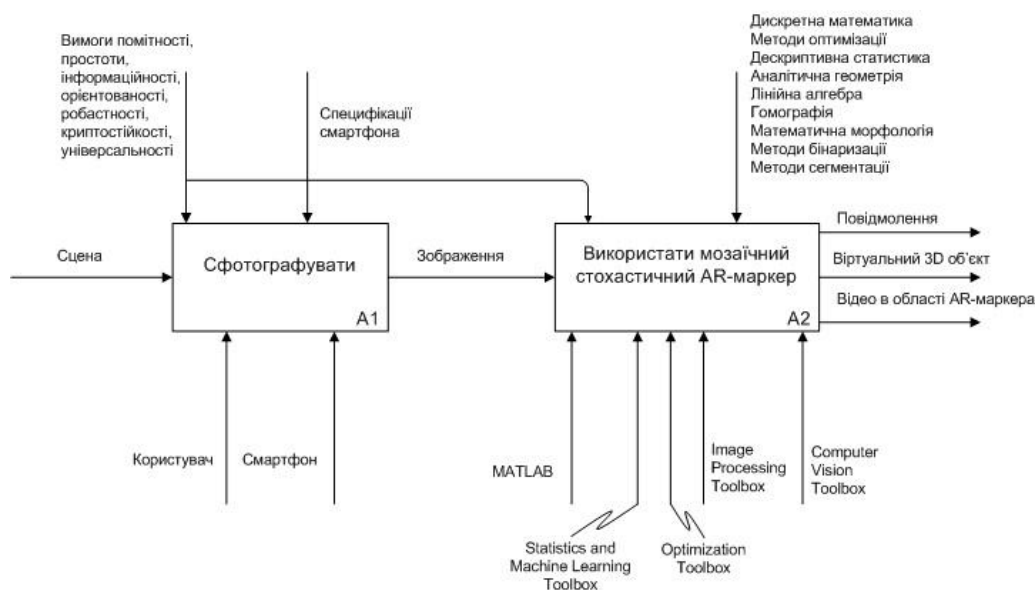 Вимоги помітності,
простоти,
інформаційності,
орієнтованості,
робастності,
криптостійкості,
універсальності
Специфікації
смартфона
Дискретна математика
Методи оптимізації
Дескриптивна статистика
Аналітична геометрія
Лінійна алгебра
Гомографія
Математична морфологія
Методи бінаризації
Методи сегментації
Сцена
Сфотографувати
A1
Зображення
Використати мозаїчний
стохастичний AR-маркер
A2
Повідмолення
Віртуальний 3D об'єкт
Відео в області AR-маркера
Користувач
Смартфон
MATLAB
Statistics and
Machine Learning
Toolbox
Optimization
Toolbox
Image
Processing
Toolbox
Computer
Vision
Toolbox